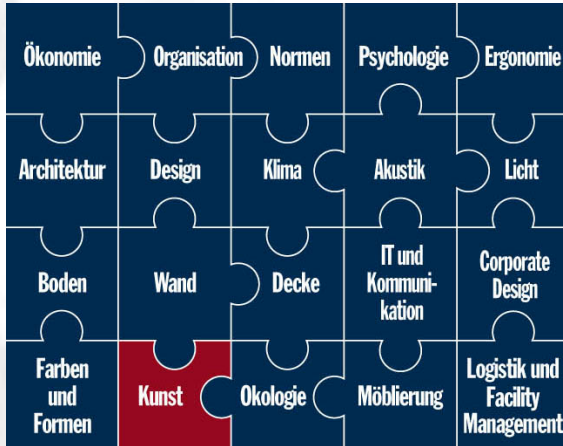 Ökonomie Organisation Normen Psychologie Ergonomie
Architektur Design Klima Akustik Licht
Boden Wand Decke
IT und
Kommuni-
kation
Corporate
Design
Farben
und
Formen
Kunst Okologie Möblierung
Logistik und
Facility
Management